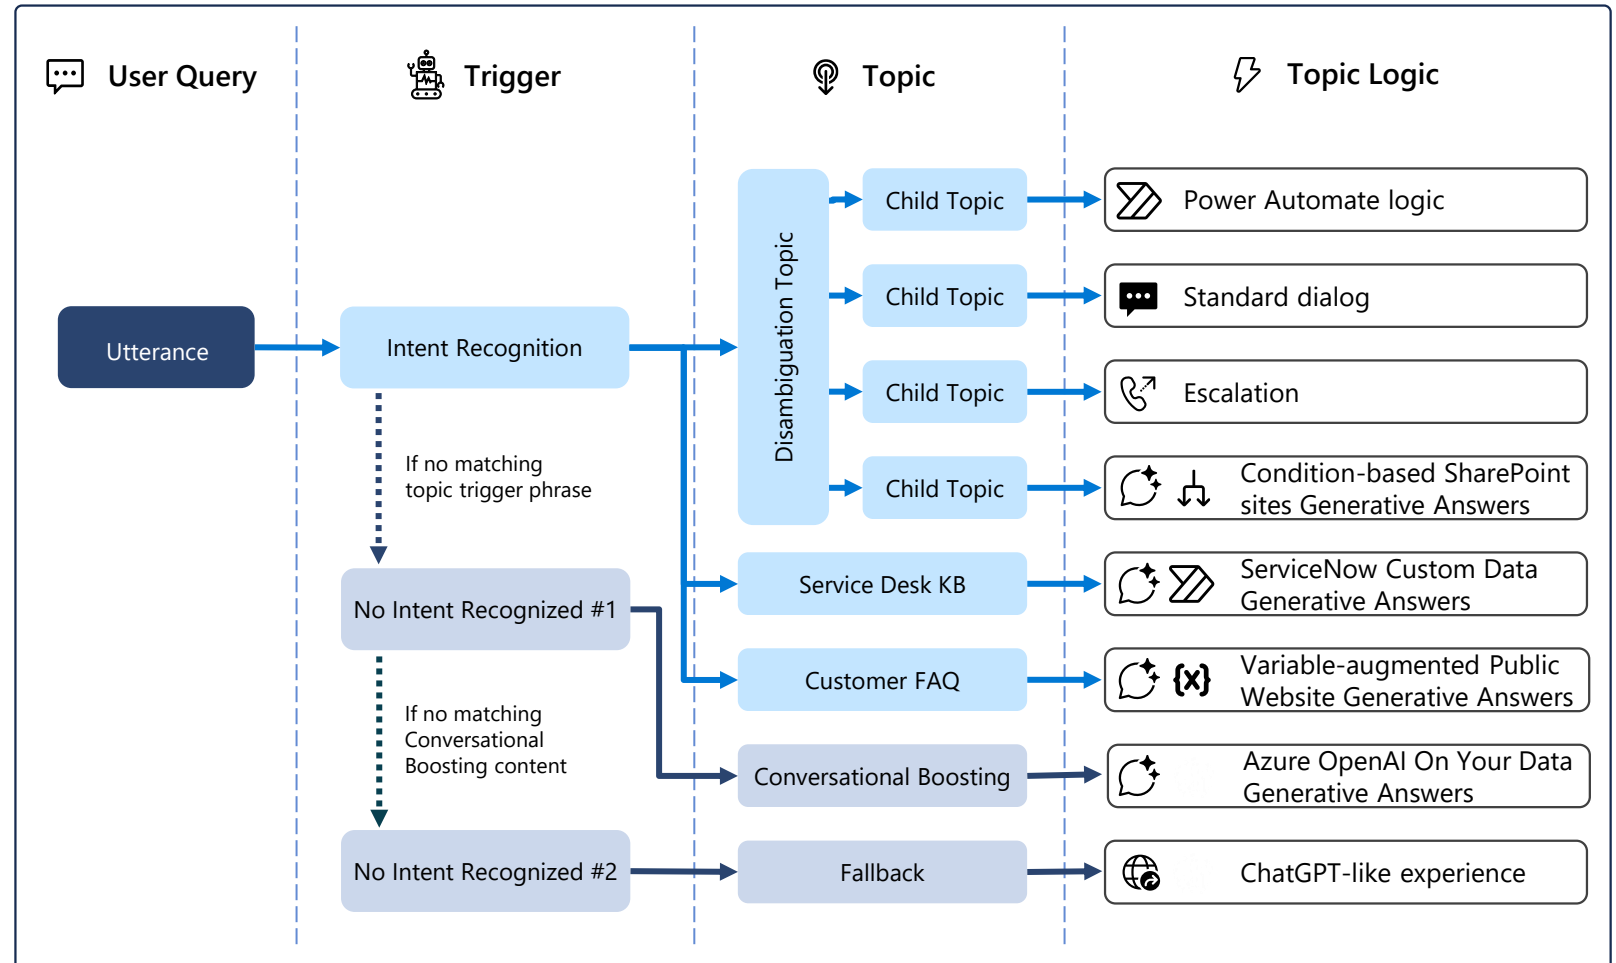 User Query
Trigger
Topic
Topic Logic
Utterance
Intent Recognition
If no matching
topic trigger phrase
No Intent Recognized #1
If no matching
Conversational
Boosting content
No Intent Recognized #2
Disambiguation Topic
Child Topic
Power Automate logic
Child Topic
Standard dialog
Child Topic
Escalation
Child Topic
Condition-based SharePoint
sites Generative Answers
Service Desk KB
ServiceNow Custom Data
Generative Answers
Customer FAQ
Variable-augmented Public
Website Generative Answers
Conversational Boosting
Azure OpenAI On Your Data
Generative Answers
Fallback
ChatGPT-like experience